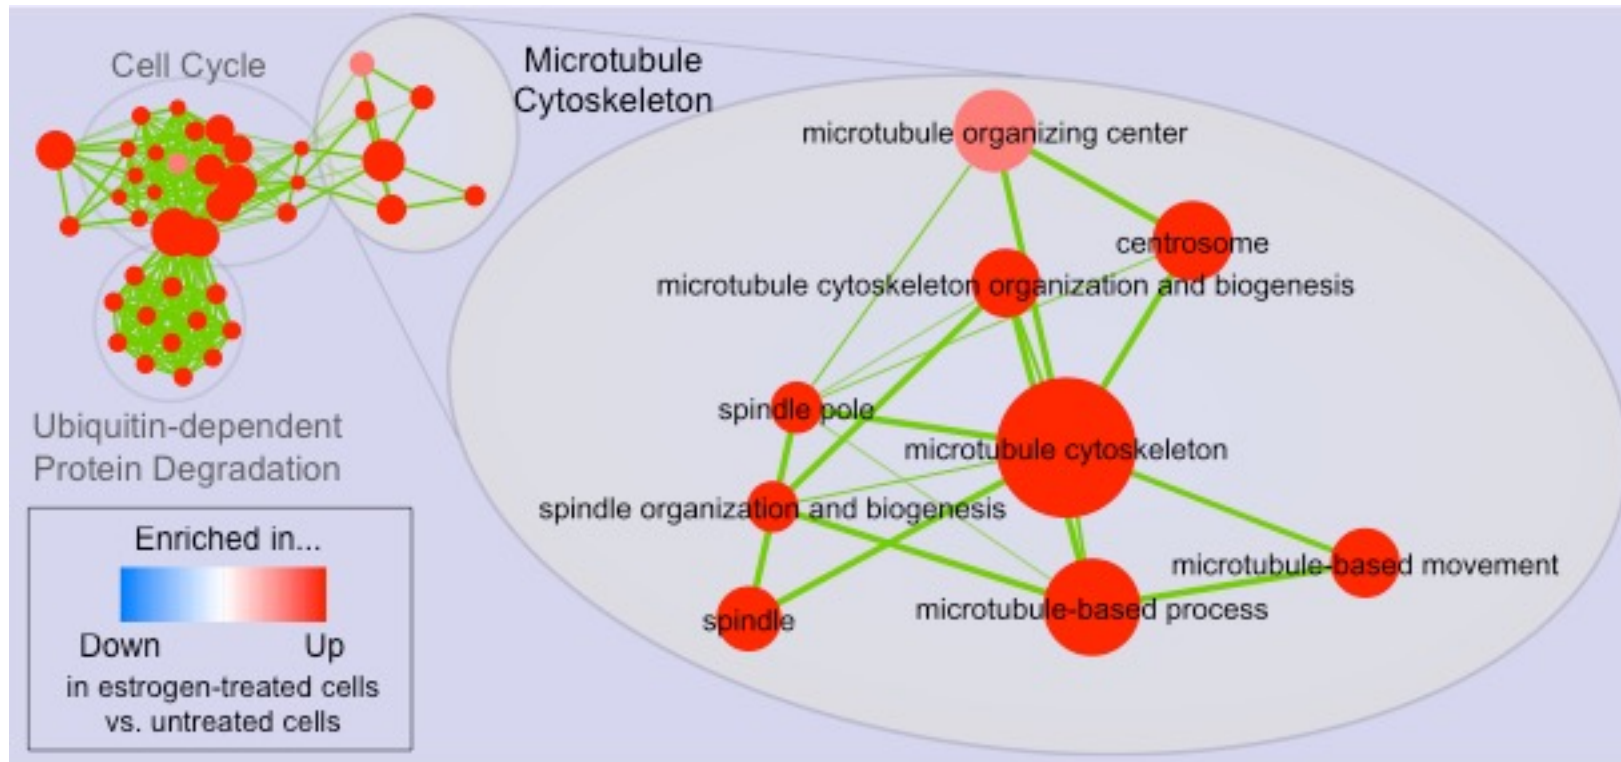 Cell Cycle
Microtubule
Cytoskeleton
microtubule organizing center
centrosome
microtubule cytoskeleton organization and biogenesis
spindle pole
microtubule cytoskeleton
spindle organization and biogenesis
microtubule-based movement
microtubule-based process
spindle
Ubiquitin-dependent
Protein Degradation
Enriched in...
Down Up
in estrogen-treated cells
vs. untreated cells